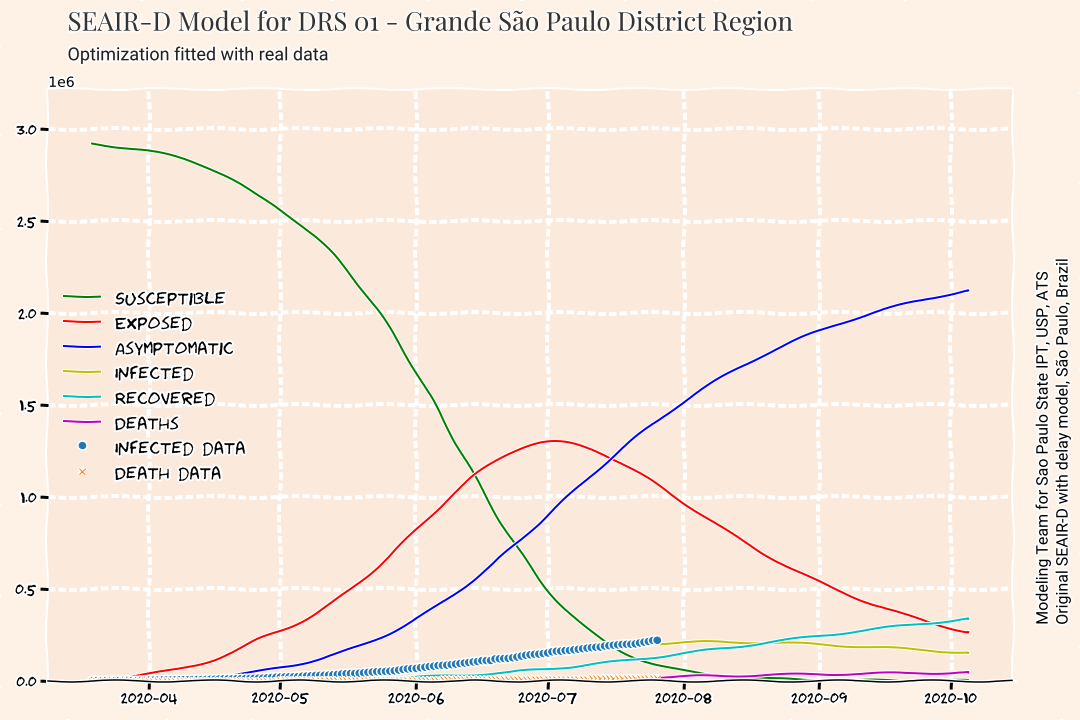 SEAIR-D Model for DRS 01 - Grande São Paulo District Region
Optimization fitted with real data
1e6
3.0
2.5
2.0
1.5
1.0
0.5
0.0
SUSCEPTIBLE
EXPOSED
ASYMPTOMATIC
INFECTED
RECOVERED
DEATHS
INFECTED DATA
DEATH DATA
2020-04 2020-05 2020-06 2020-07 2020-08 2020-09 2020-10
Modeling Team for Sao Paulo State IPT, USP, ATS
Original SEAIR-D with delay model, São Paulo, Brazil